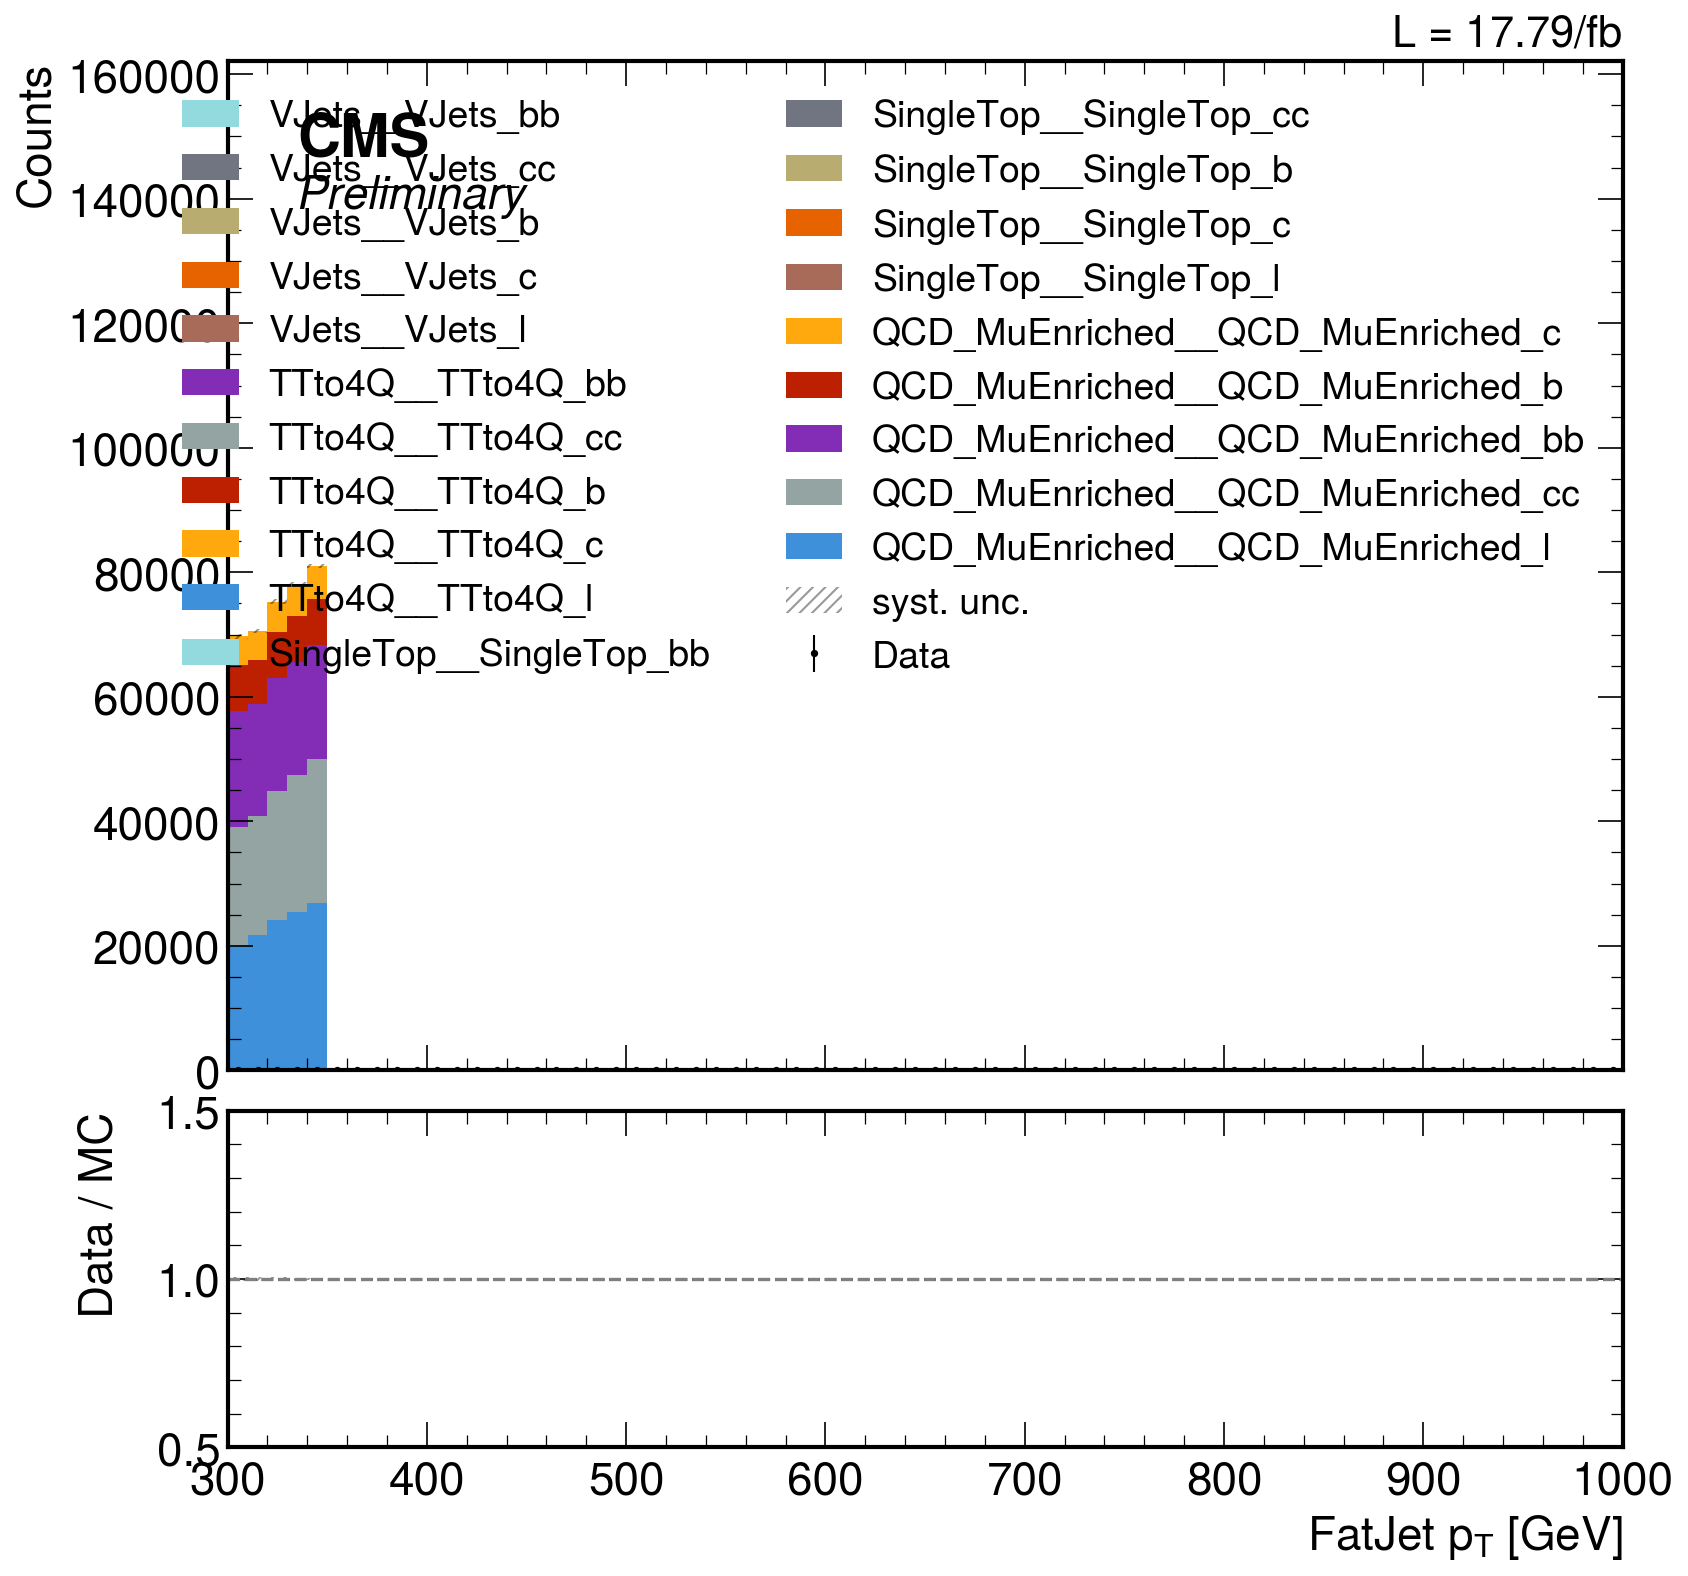 L = 17.79/fb
Counts
160000
140000
120000
100000
80000
60000
40000
20000
0
CMS
Preliminary
VJets__VJets_bb
VJets__VJets_cc
VJets__VJets_b
VJets__VJets_c
VJets__VJets_l
TTto4Q__TTto4Q_bb
TTto4Q__TTto4Q_cc
TTto4Q__TTto4Q_b
TTto4Q__TTto4Q_c
TTto4Q__TTto4Q_l
SingleTop__SingleTop_bb
SingleTop__SingleTop_cc
SingleTop__SingleTop_b
SingleTop__SingleTop_c
SingleTop__SingleTop_l
QCD_MuEnriched__QCD_MuEnriched_c
QCD_MuEnriched__QCD_MuEnriched_b
QCD_MuEnriched__QCD_MuEnriched_bb
QCD_MuEnriched__QCD_MuEnriched_cc
QCD_MuEnriched__QCD_MuEnriched_l
syst. unc.
Data
Data / MC
1.5
1.0
0.5
300 400 500 600 700 800 900 1000
FatJet p_T [GeV]